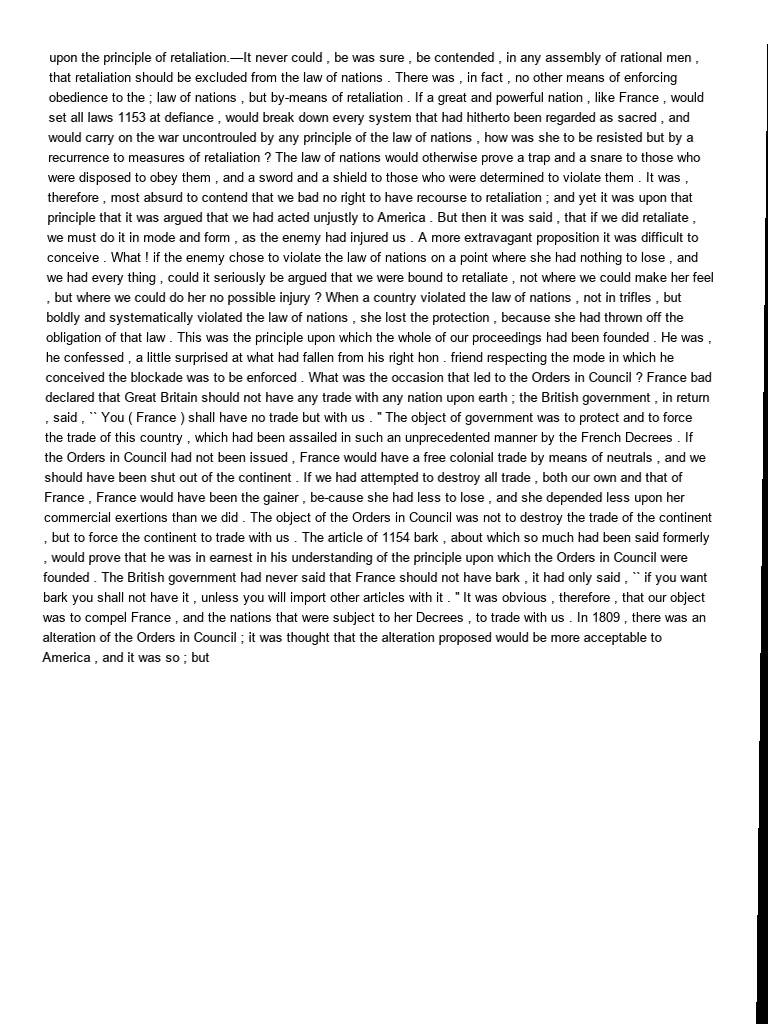 upon the principle of retaliation.—It never could , be was sure , be contended , in any assembly of rational men ,
that retaliation should be excluded from the law of nations . There was , in fact , no other means of enforcing
obedience to the ; law of nations , but by-means of retaliation . If a great and powerful nation , like France , would
set all laws 1153 at defiance , would break down every system that had hitherto been regarded as sacred , and
would carry on the war uncontrouled by any principle of the law of nations , how was she to be resisted but by a
recurrence to measures of retaliation ? The law of nations would otherwise prove a trap and a snare to those who
were disposed to obey them , and a sword and a shield to those who were determined to violate them . It was ,
therefore , most absurd to contend that we bad no right to have recourse to retaliation ; and yet it was upon that
principle that it was argued that we had acted unjustly to America . But then it was said , that if we did retaliate ,
we must do it in mode and form , as the enemy had injured us . A more extravagant proposition it was difficult to
conceive . What ! if the enemy chose to violate the law of nations on a point where she had nothing to lose , and
we had every thing , could it seriously be argued that we were bound to retaliate , not where we could make her feel
, but where we could do her no possible injury ? When a country violated the law of nations , not in trifles , but
boldly and systematically violated the law of nations , she lost the protection , because she had thrown off the
obligation of that law . This was the principle upon which the whole of our proceedings had been founded . He was ,
he confessed , a little surprised at what had fallen from his right hon . friend respecting the mode in which he
conceived the blockade was to be enforced . What was the occasion that led to the Orders in Council ? France bad
declared that Great Britain should not have any trade with any nation upon earth ; the British government , in return
, said , `` You ( France ) shall have no trade but with us . " The object of government was to protect and to force
the trade of this country , which had been assailed in such an unprecedented manner by the French Decrees . If
the Orders in Council had not been issued , France would have a free colonial trade by means of neutrals , and we
should have been shut out of the continent . If we had attempted to destroy all trade , both our own and that of
France , France would have been the gainer , be-cause she had less to lose , and she depended less upon her
commercial exertions than we did . The object of the Orders in Council was not to destroy the trade of the continent
, but to force the continent to trade with us . The article of 1154 bark , about which so much had been said formerly
, would prove that he was in earnest in his understanding of the principle upon which the Orders in Council were
founded . The British government had never said that France should not have bark , it had only said , `` if you want
bark you shall not have it , unless you will import other articles with it . " It was obvious , therefore , that our object
was to compel France , and the nations that were subject to her Decrees , to trade with us . In 1809 , there was an
alteration of the Orders in Council ; it was thought that the alteration proposed would be more acceptable to
America , and it was so ; but